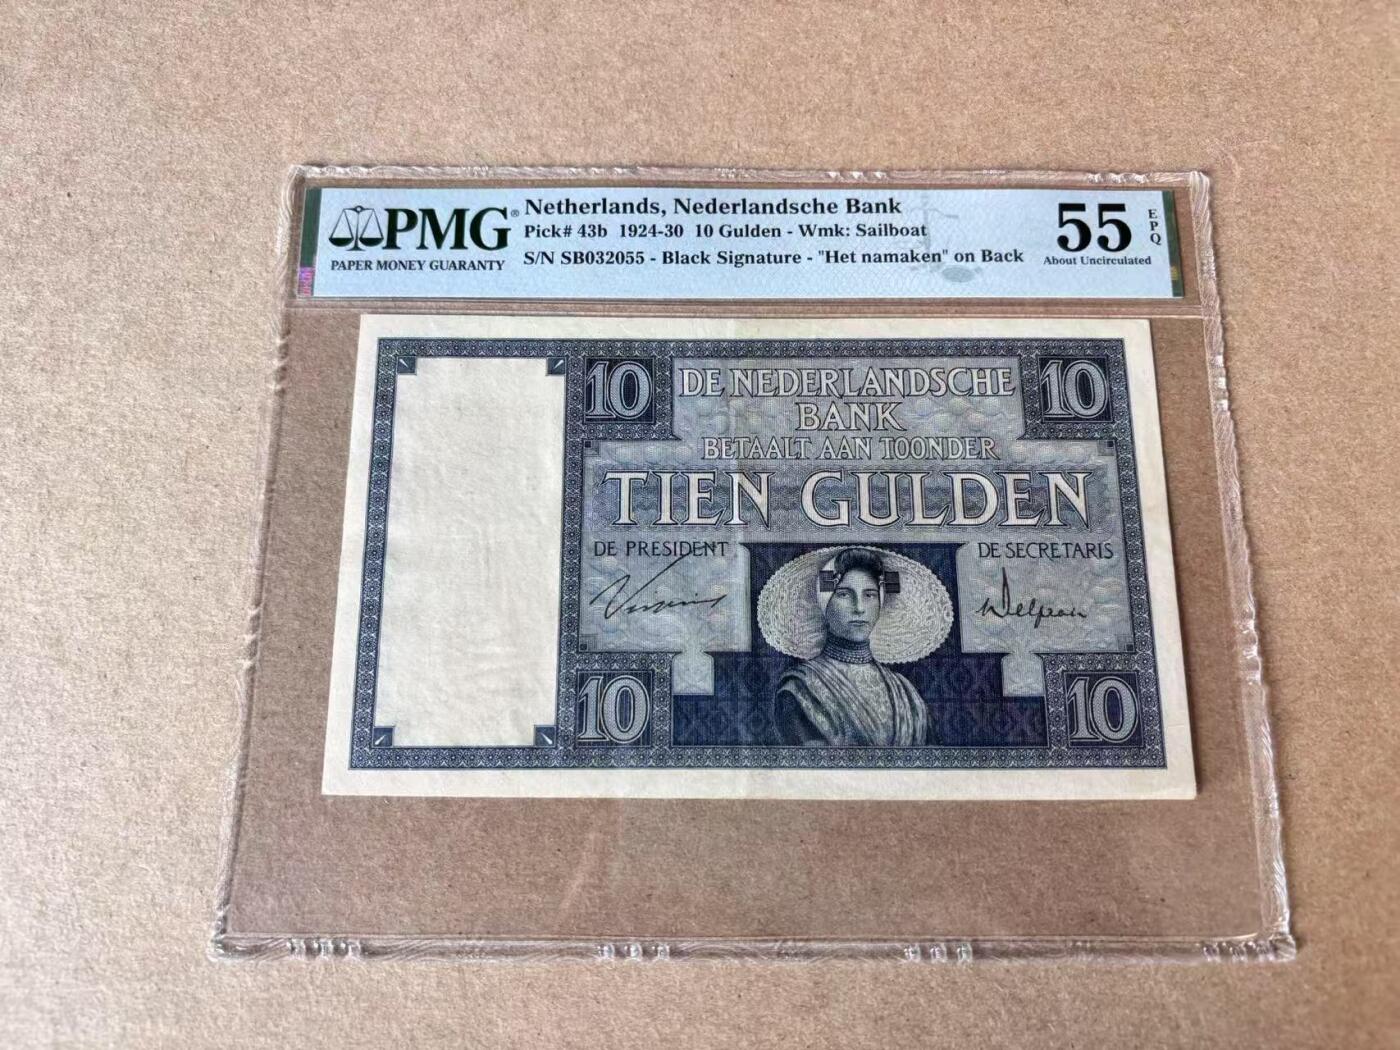 PMG®
PAPER MONEY GUARANTY
Netherlands, Nederlandsche Bank
Pick# 43b 1924-30 10 Gulden - Wmk: Sailboat
S/N SB032055 - Black Signature - "Het namaken" on Back
55 EPQ
About Uncirculated
10
DE NEDERLANDSCHE
BANK
10
BETAALT AAN TOONDER
TIEN GULDEN
DE PRESIDENT
DE SECRETARIS
10
10